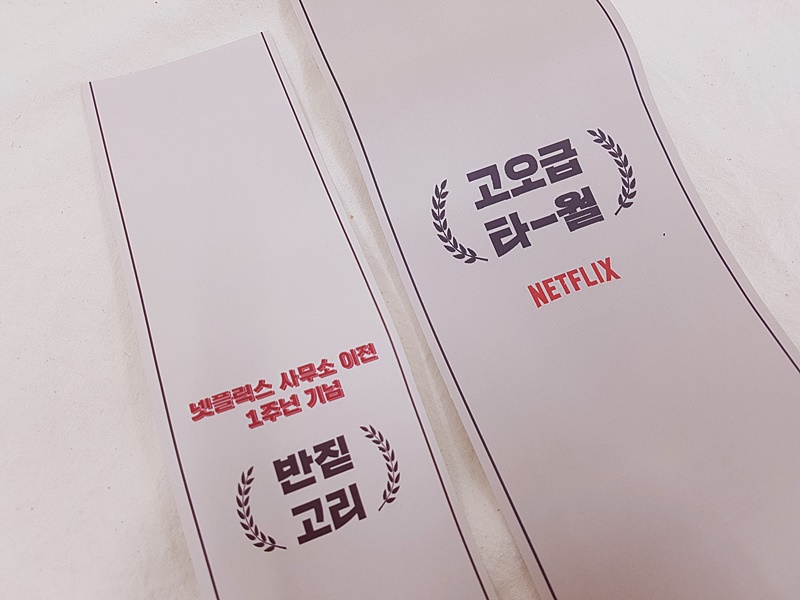 넷플릭스 사무소 이전
1주년 기념
반짇
고리
고오급
타-월
NETFLIX